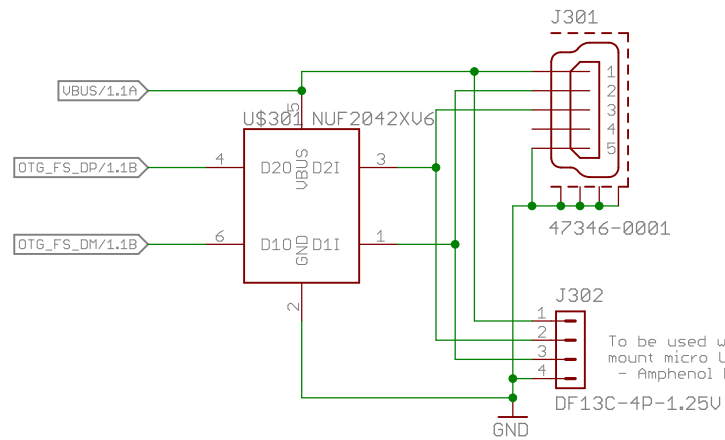 J301
1
2
3
4
5
47346-0001
VBUS/1.1A
U$301 NUF2042XV6
5
VBUS
OTG_FS_DP/1.1B
4
D2O
D2I
3
OTG_FS_DM/1.1B
6
D1O
D1I
1
GND
2
J302
1
2
3
4
To be used w
mount micro U
- Amphenol
DF13C-4P-1.25V
GND